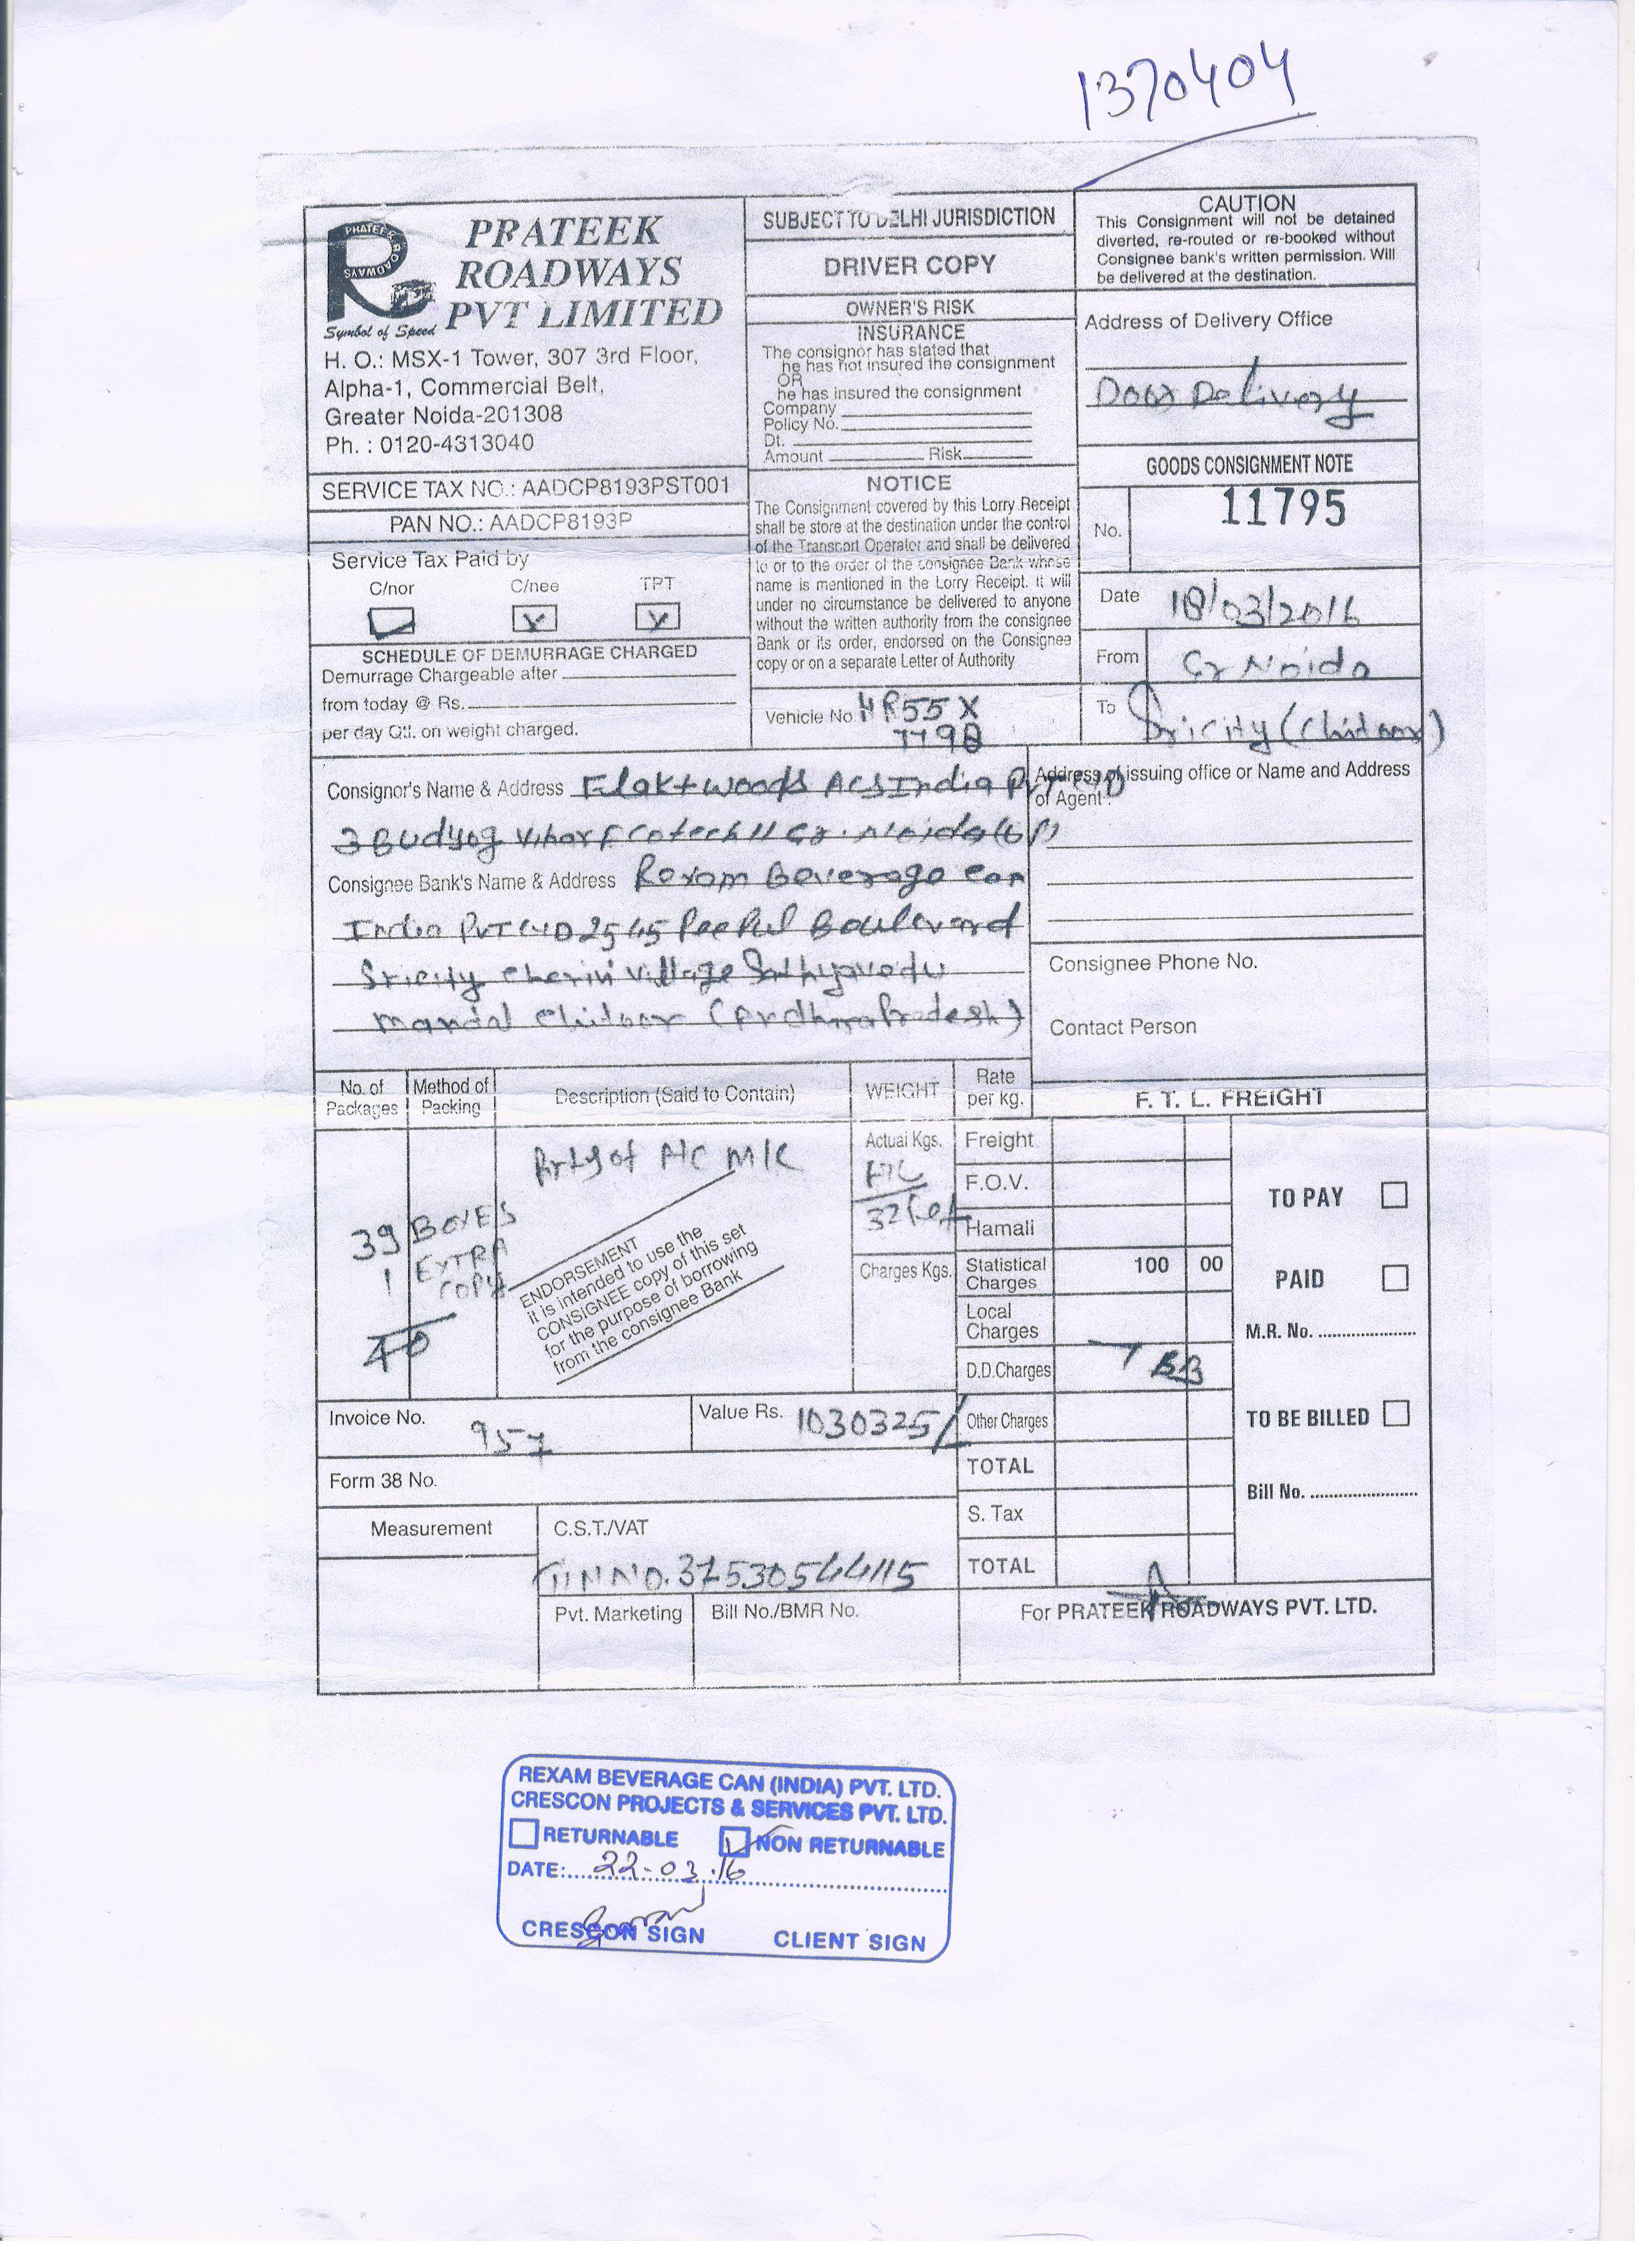 1370404
PRATEEK
ROADWAYS
PVT LIMITED
PRATEEK ROADWAYS
Symbol of Speed
H. O.: MSX-1 Tower, 307 3rd Floor,
Alpha-1, Commercial Belt,
Greater Noida-201308
Ph. : 0120-4313040
SERVICE TAX NO.: AADCP8193PST001
PAN NO.: AADCP8193P
Service Tax Paid by
C/nor C/nee TPT
SCHEDULE OF DEMURRAGE CHARGED
Demurrage Chargeable after
from today @ Rs.
per day Qtl. on weight charged.
SUBJECT TO DELHI JURISDICTION
DRIVER COPY
OWNER'S RISK
INSURANCE
The consignor has stated that
he has not insured the consignment
OR
he has insured the consignment
Company
Policy No.
Dt.
Amount Risk
NOTICE
The Consignment covered by this Lorry Receipt
shall be store at the destination under the control
of the Transport Operator and shall be delivered
to or to the order of the consignee Bank whose
name is mentioned in the Lorry Receipt. It will
under no circumstance be delivered to anyone
without the written authority from the consignee
Bank or its order, endorsed on the Consignee
copy or on a separate Letter of Authority
Vehicle No HR55X
7798
CAUTION
This Consignment will not be detained
diverted, re-routed or re-booked without
Consignee bank's written permission. Will
be delivered at the destination.
Address of Delivery Office
Door Delivery
GOODS CONSIGNMENT NOTE
No. 11795
Date 18/03/2016
From Gr Noida
To Sricity (Chitoor)
Consignor's Name & Address Elaktwoods ACS India Pvt LTD
Udyog Vihar Ecotech II Gr. Noida (UP)
Consignee Bank's Name & Address Rexam Beverage Can
India Pvt LTD 2545 Peepul Boulevard
Sricity Cherivi Village Sathyavedu
Mandal Chitoor (Andhra Pradesh)
Address of issuing office or Name and Address
of Agent :
Consignee Phone No.
Contact Person
No. of Packages
Method of Packing
Description (Said to Contain)
WEIGHT
Rate per kg.
F. T. L. FREIGHT
39 BOXES
1 EXTRA COPY
40
Party of A/C M/C
ENDORSEMENT
it is intended to use the
CONSIGNEE copy of this set
for the purpose of borrowing
from the consignee Bank
Actual Kgs.
Charges Kgs.
Freight
F.O.V.
Hamali
Statistical Charges 100 00
Local Charges
D.D.Charges
TBB
Other Charges
TOTAL
S. Tax
TOTAL
TO PAY
PAID
M.R. No.
TO BE BILLED
Bill No.
Invoice No. 957
Value Rs. 1030325/
Form 38 No.
Measurement
C.S.T./VAT
TIN NO. 37530544115
Pvt. Marketing
Bill No./BMR No.
For PRATEEK ROADWAYS PVT. LTD.
REXAM BEVERAGE CAN (INDIA) PVT. LTD.
CRESCON PROJECTS & SERVICES PVT. LTD.
RETURNABLE NON RETURNABLE
DATE: 22-03.16
CRESCON SIGN CLIENT SIGN